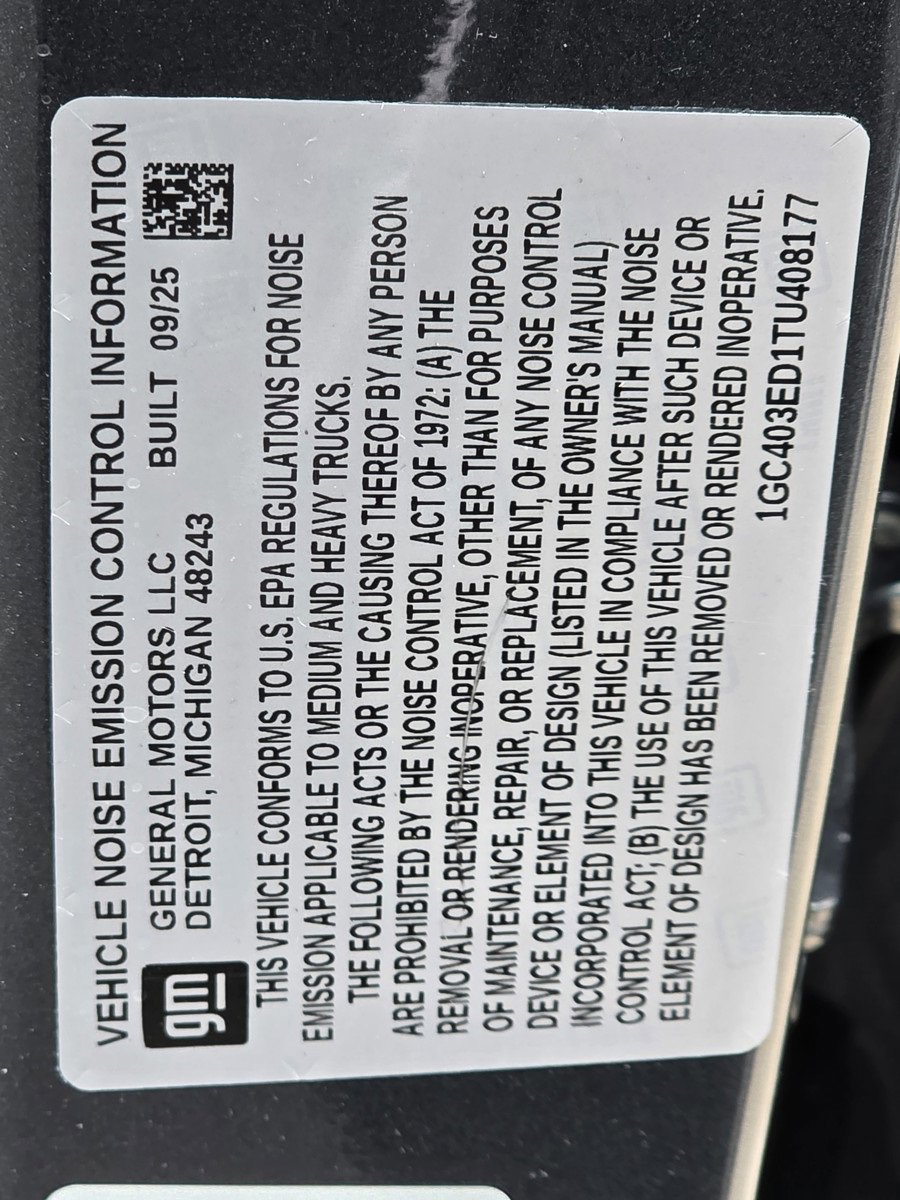 VEHICLE NOISE EMISSION CONTROL INFORMATION
gm
GENERAL MOTORS LLC BUILT 09/25
DETROIT, MICHIGAN 48243
THIS VEHICLE CONFORMS TO U.S. EPA REGULATIONS FOR NOISE
EMISSION APPLICABLE TO MEDIUM AND HEAVY TRUCKS.
THE FOLLOWING ACTS OR THE CAUSING THEREOF BY ANY PERSON
ARE PROHIBITED BY THE NOISE CONTROL ACT OF 1972: (A) THE
REMOVAL OR RENDERING INOPERATIVE, OTHER THAN FOR PURPOSES
OF MAINTENANCE, REPAIR, OR REPLACEMENT, OF ANY NOISE CONTROL
DEVICE OR ELEMENT OF DESIGN (LISTED IN THE OWNER'S MANUAL)
INCORPORATED INTO THIS VEHICLE IN COMPLIANCE WITH THE NOISE
CONTROL ACT; (B) THE USE OF THIS VEHICLE AFTER SUCH DEVICE OR
ELEMENT OF DESIGN HAS BEEN REMOVED OR RENDERED INOPERATIVE.
1GC403ED1TU408177